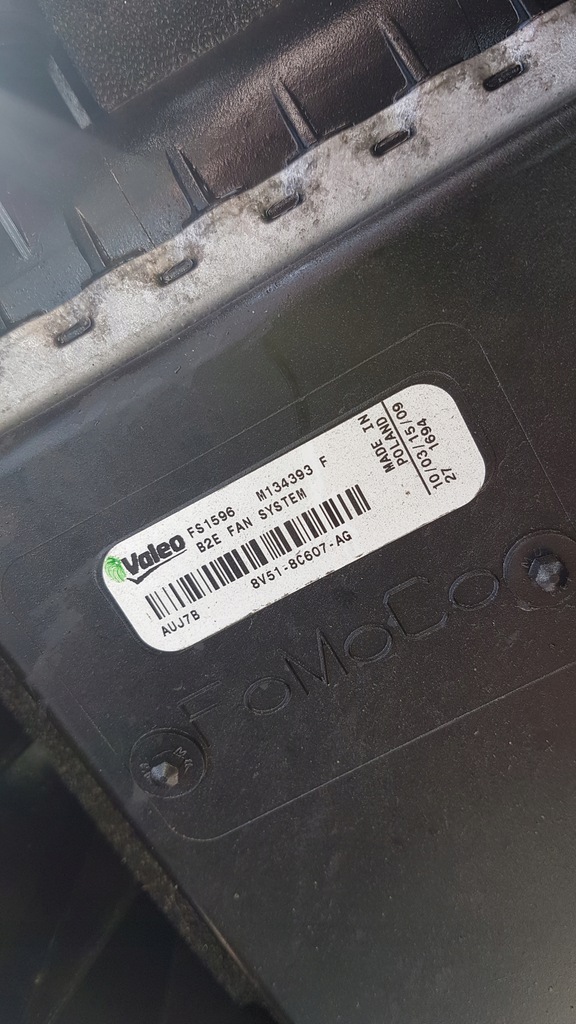 Valeo
FS1596 M134393 F
B2E FAN SYSTEM
AUJ7B
8V51-8C607-AG
MADE IN
POLAND
10/03/15/09
27 1694
FoMoCo